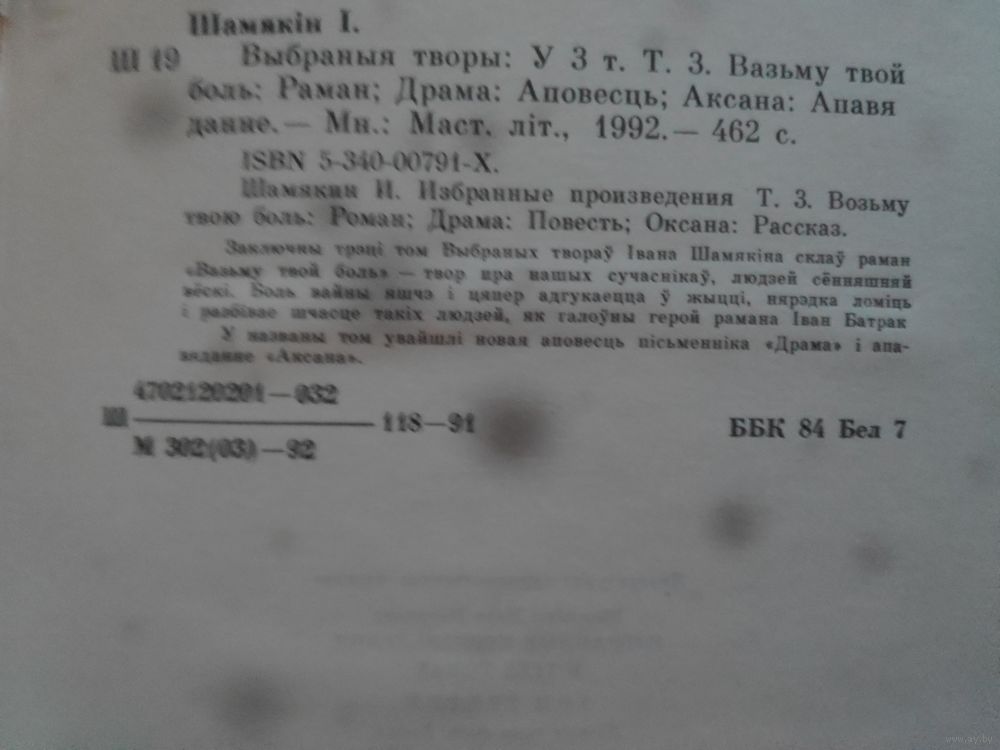 Шамякін І.
Ш 19 Выбраныя творы: У 3 т. Т. 3. Вазьму твой
боль: Раман; Драма: Аповесць; Аксана: Апавя
данне.— Мн.: Маст. літ., 1992.— 462 с.
ISBN 5-340-00791-X.
Шамякин И. Избранные произведения Т. 3. Возьму
твою боль: Роман; Драма: Повесть; Оксана: Рассказ.
Заключны трэці том Выбраных твораў Івана Шамякіна склаў раман
«Вазьму твой боль» — твор пра нашых сучаснікаў, людзей сённяшняй
вёскі. Боль вайны яшчэ і цяпер адгукаецца ў жыцці, нярэдка ломіць
і разбівае шчасце такіх людзей, як галоўны герой рамана Іван Батрак
У названы том увайшлі новая аповесць пісьменніка «Драма» і апа-
вяданне «Аксана».
4702120201—032
Ш 118—91
М 302(03)—92
ББК 84 Бел 7
www.ay.by